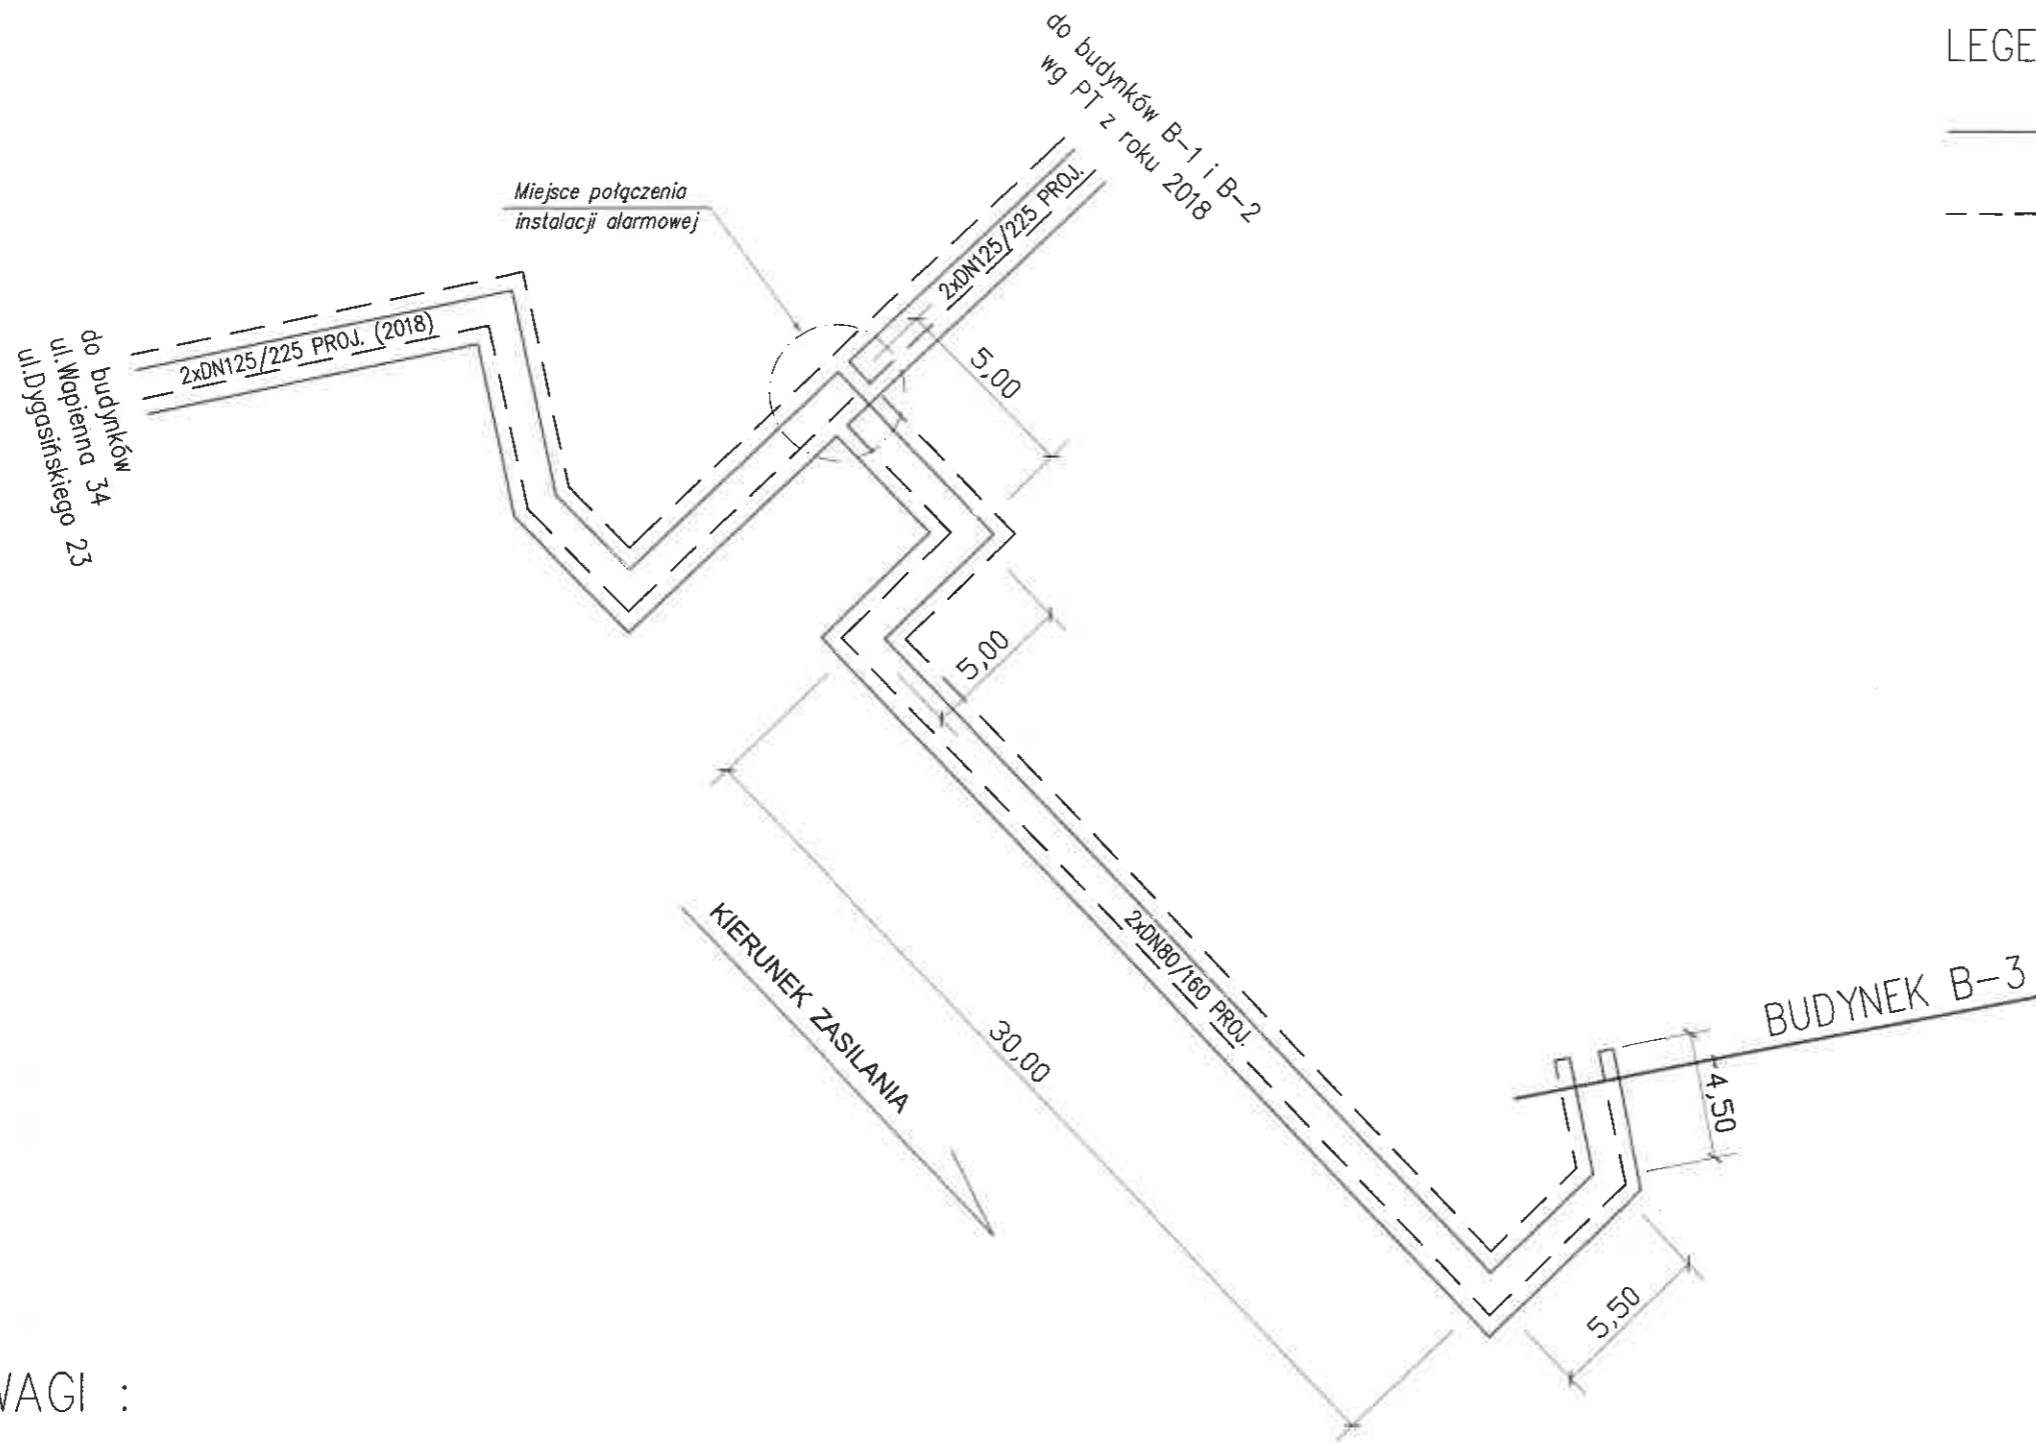 do budynków B-1 i B-2
wg PT z roku 2018
LEGE
Miejsce połączenia
instalacji alarmowej
2xDN125/225 PROJ.
2xDN125/225 PROJ. (2018)
do budynków
ul.Wapienna 34
ul.Dygasińskiego 23
5,00
5,00
30,00
2xDN80/160 PROJ.
KIERUNEK ZASILANIA
BUDYNEK B-3
4,50
5,50
WAGI :